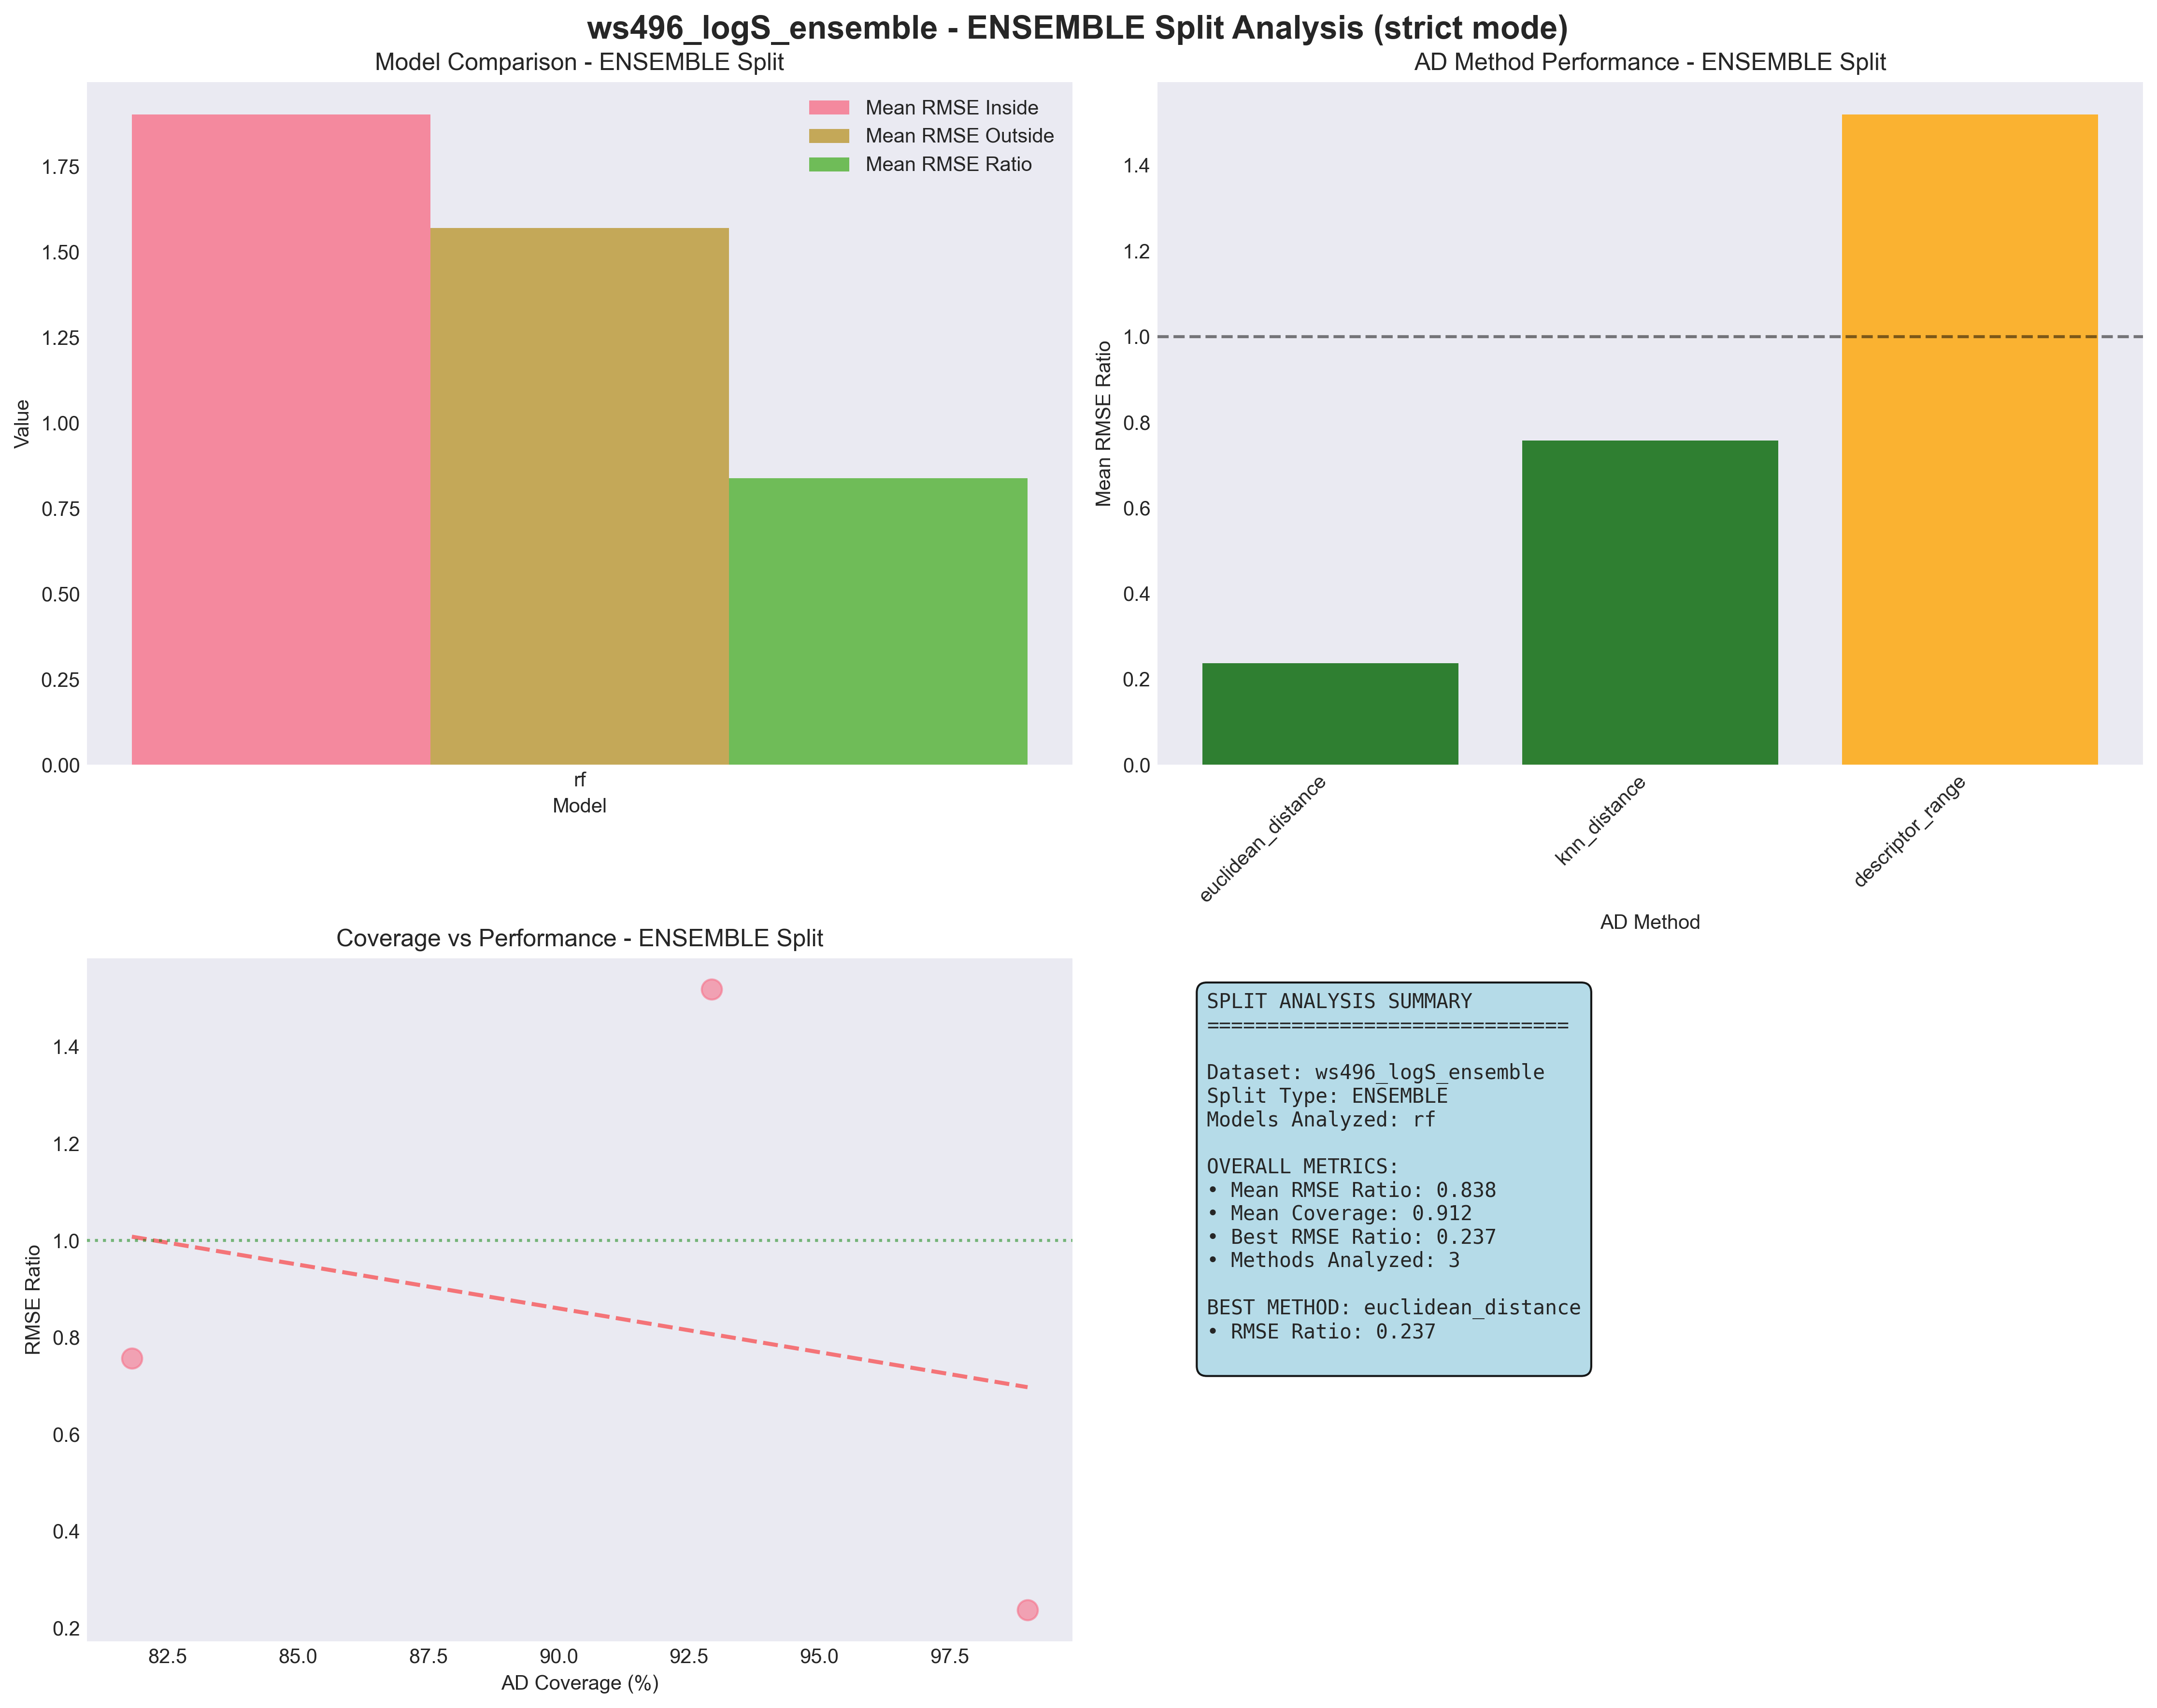 ws496_logS_ensemble - ENSEMBLE Split Analysis (strict mode)
Model Comparison - ENSEMBLE Split
Mean RMSE Inside
Mean RMSE Outside
Mean RMSE Ratio
Value
1.75
1.50
1.25
1.00
0.75
0.50
0.25
0.00
rf
Model
AD Method Performance - ENSEMBLE Split
Mean RMSE Ratio
1.4
1.2
1.0
0.8
0.6
0.4
0.2
0.0
euclidean_distance
knn_distance
descriptor_range
AD Method
Coverage vs Performance - ENSEMBLE Split
RMSE Ratio
1.4
1.2
1.0
0.8
0.6
0.4
0.2
82.5
85.0
87.5
90.0
92.5
95.0
97.5
AD Coverage (%)
SPLIT ANALYSIS SUMMARY
==============================
Dataset: ws496_logS_ensemble
Split Type: ENSEMBLE
Models Analyzed: rf
OVERALL METRICS:
• Mean RMSE Ratio: 0.838
• Mean Coverage: 0.912
• Best RMSE Ratio: 0.237
• Methods Analyzed: 3
BEST METHOD: euclidean_distance
• RMSE Ratio: 0.237